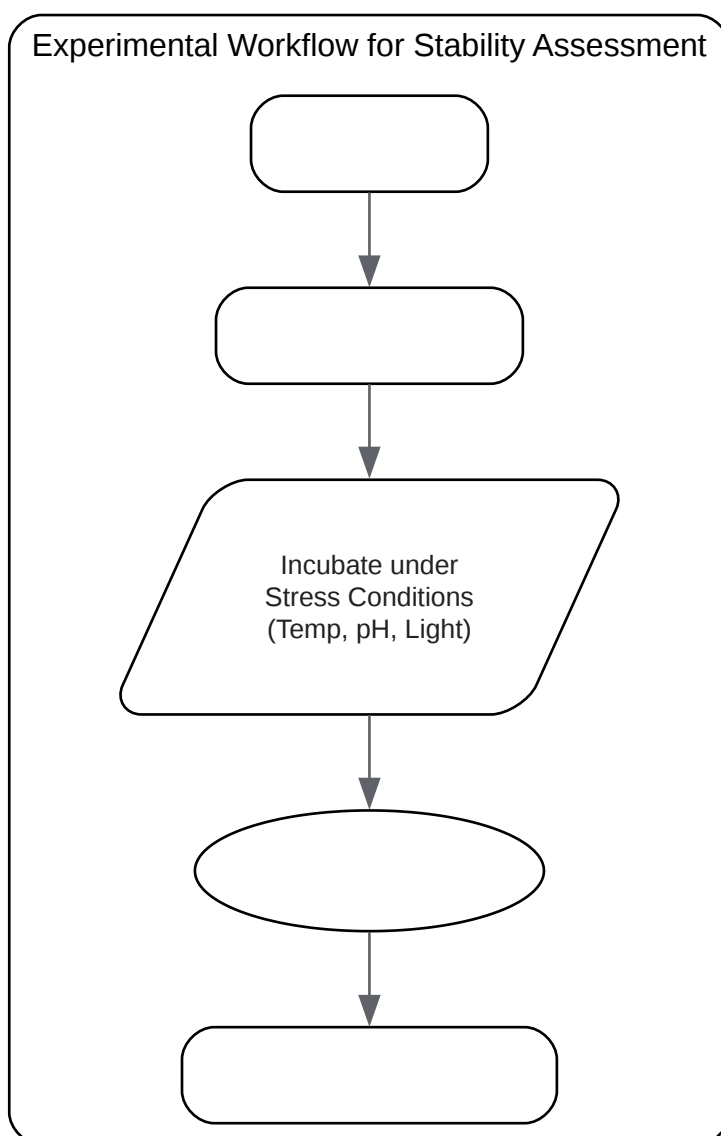 Experimental Workflow for Stability Assessment
Incubate under
Stress Conditions
(Temp, pH, Light)